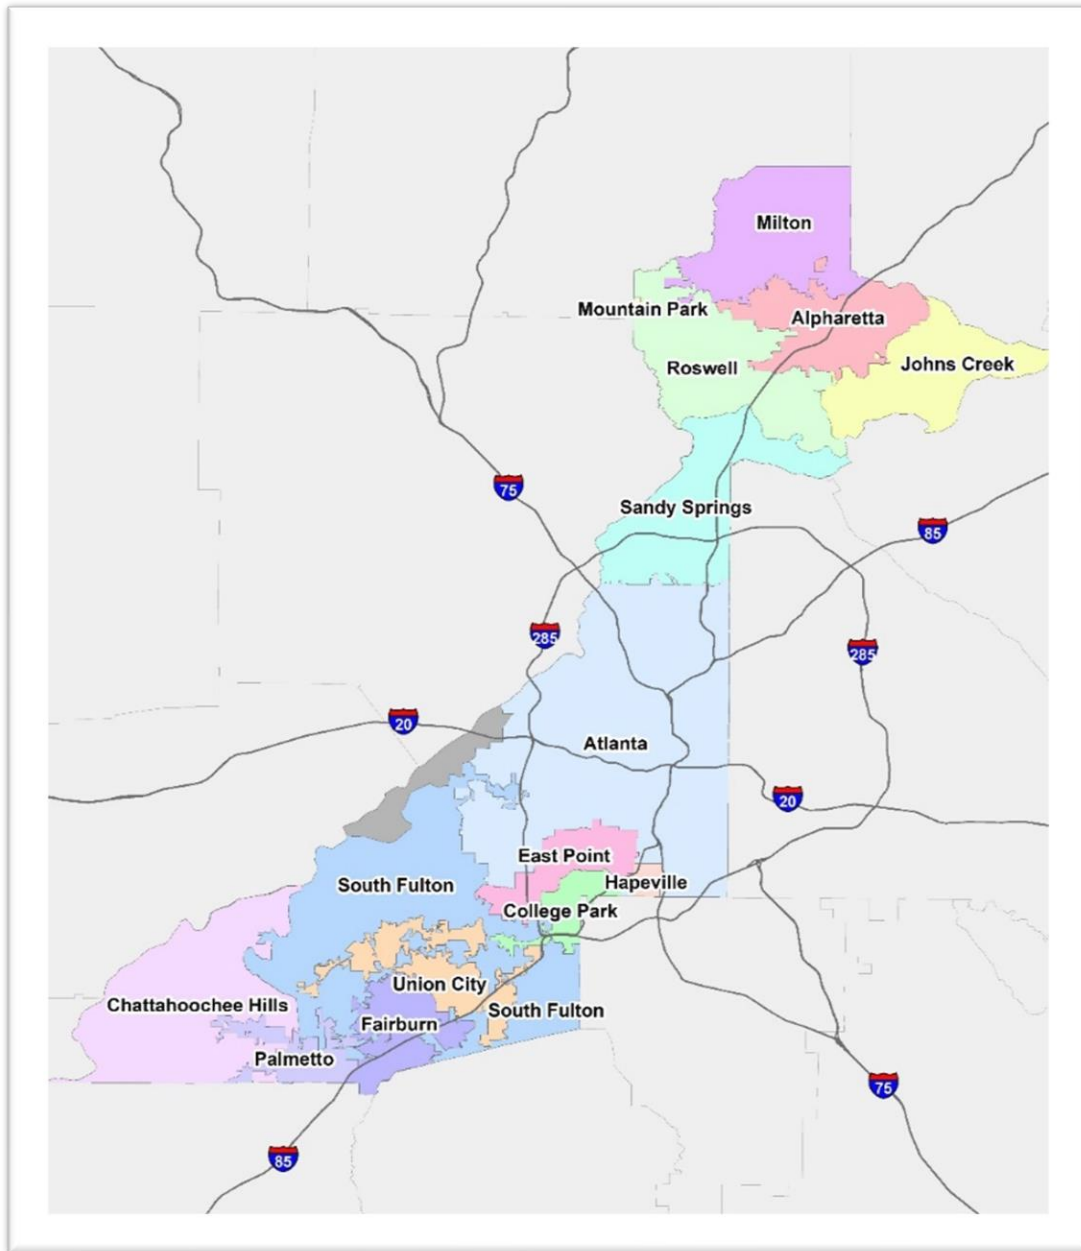 Milton
Mountain Park
Alpharetta
Roswell
Johns Creek
75
Sandy Springs
85
285
285
20
Atlanta
20
East Point
Hapeville
South Fulton
College Park
Union City
Chattahoochee Hills
South Fulton
Fairburn
Palmetto
75
85